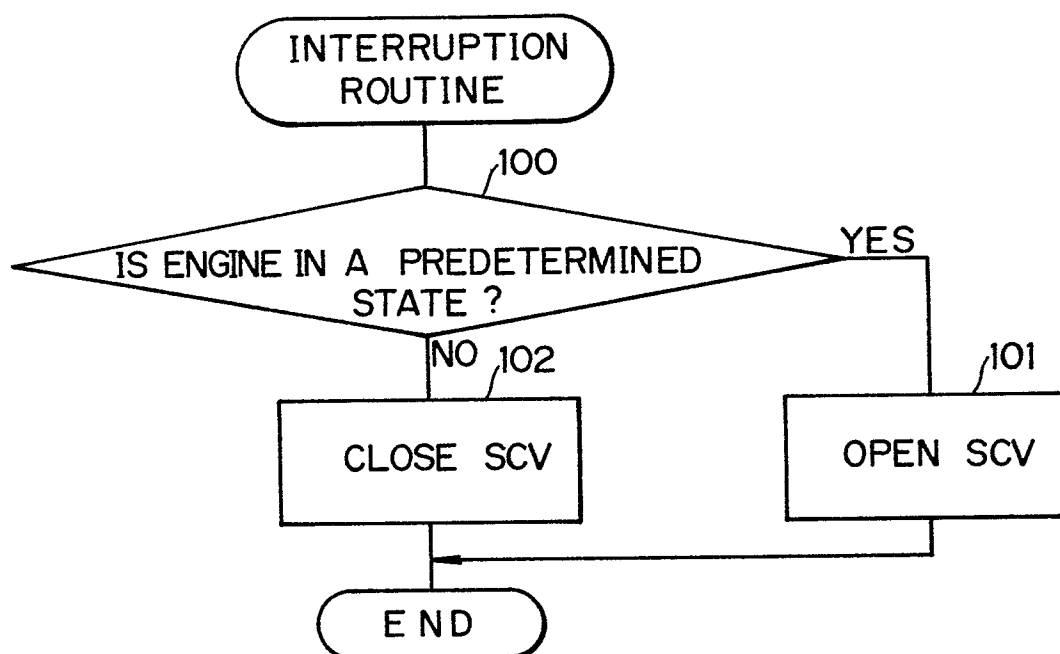 INTERRUPTION
ROUTINE
100
IS ENGINE IN A PREDETERMINED
STATE ?
YES
NO
102
101
CLOSE SCV
OPEN SCV
END